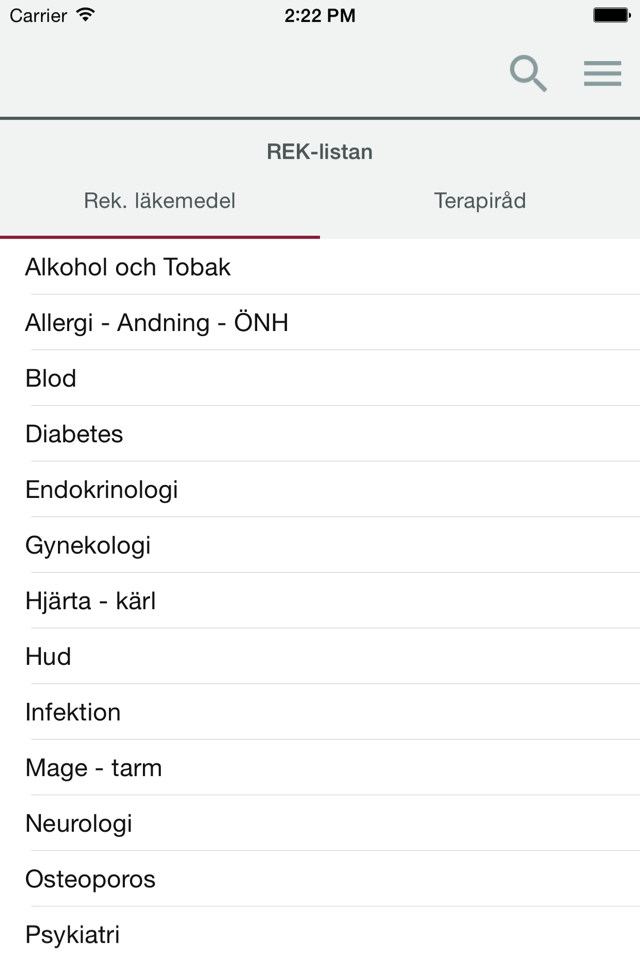 Carrier 2:22 PM
REK-listan
Rek. läkemedel Terapiråd
Alkohol och Tobak
Allergi - Andning - ÖNH
Blod
Diabetes
Endokrinologi
Gynekologi
Hjärta - kärl
Hud
Infektion
Mage - tarm
Neurologi
Osteoporos
Psykiatri